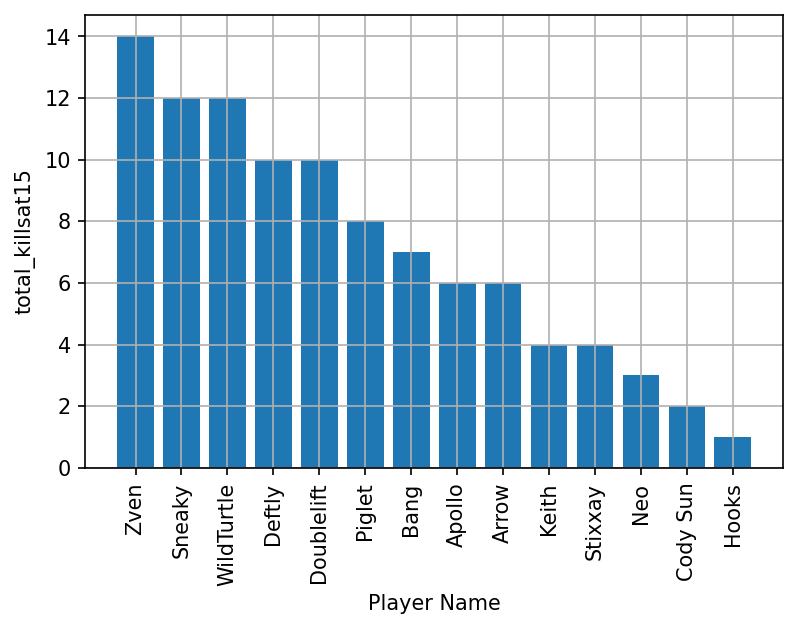 total_killsat15
14
12
10
8
6
4
2
0
Zven
Sneaky
WildTurtle
Deftly
Doublelift
Piglet
Bang
Apollo
Arrow
Keith
Stixxay
Neo
Cody Sun
Hooks
Player Name